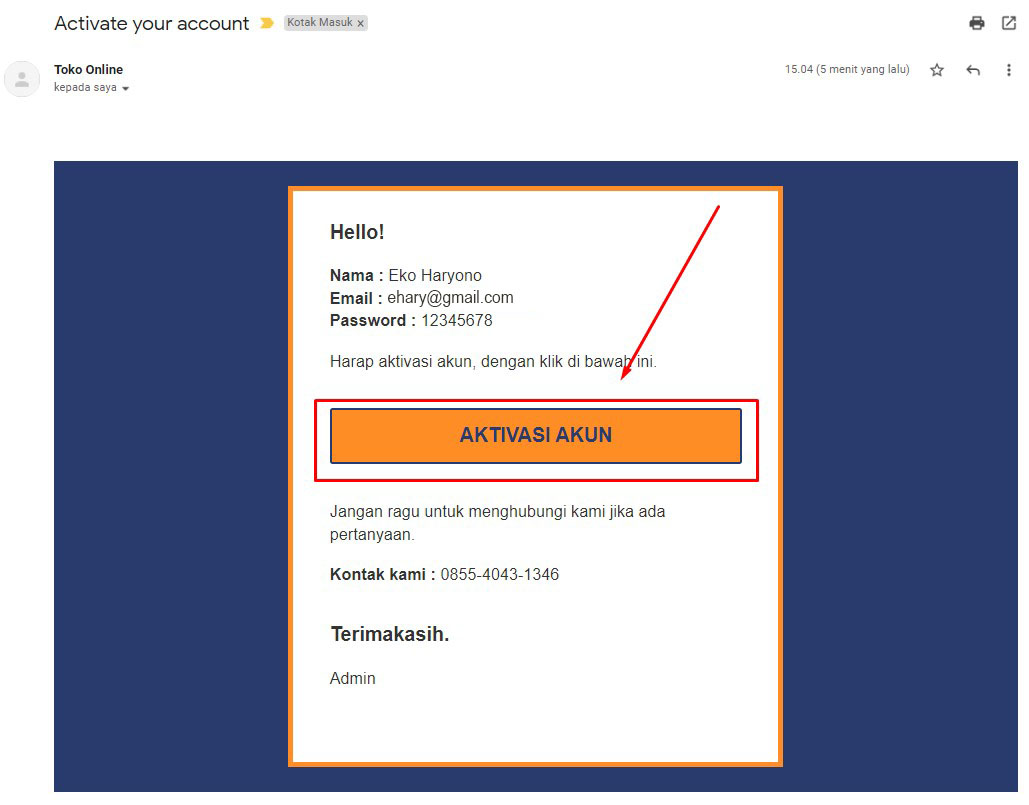 Activate your account Kotak Masuk x
Toko Online
15.04 (5 menit yang lalu)
kepada saya
Hello!
Nama : Eko Haryono
Email : ehary@gmail.com
Password : 12345678
Harap aktivasi akun, dengan klik di bawah ini.
AKTIVASI AKUN
Jangan ragu untuk menghubungi kami jika ada
pertanyaan.
Kontak kami : 0855-4043-1346
Terimakasih.
Admin